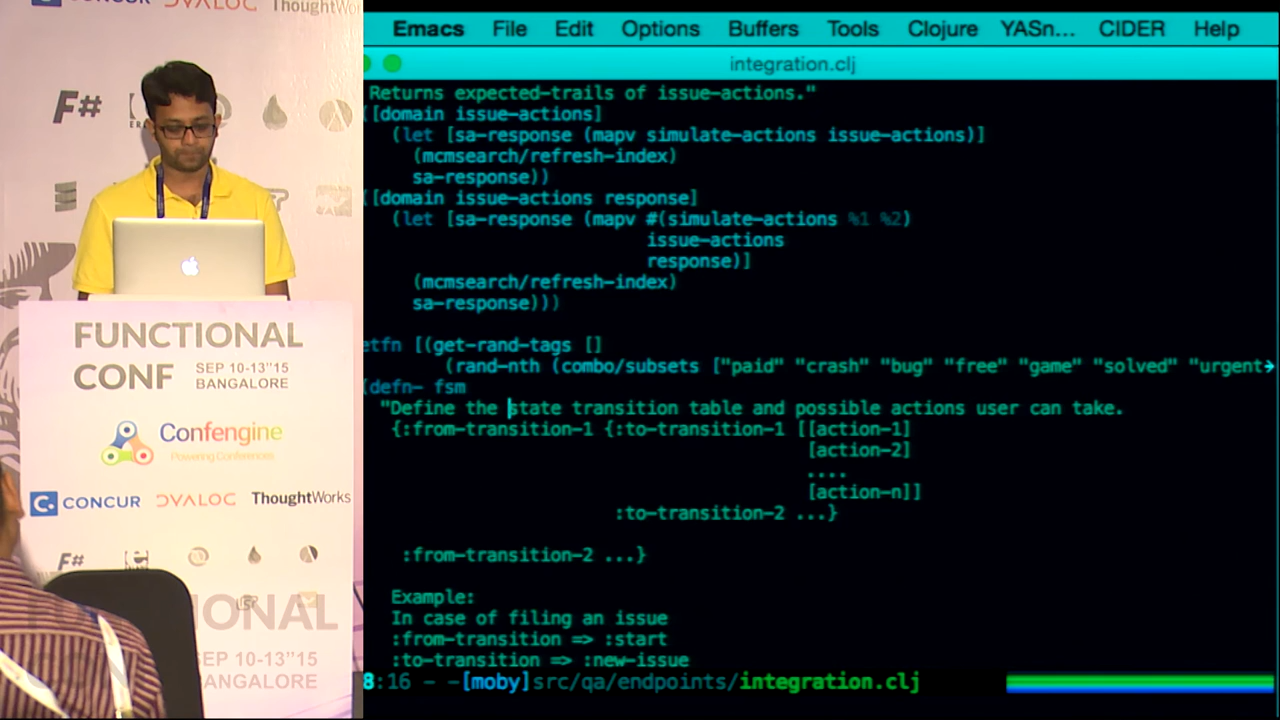 CONCUR DVALOC ThoughtWorks
F#
FUNCTIONAL
CONF SEP 10-13"15
BANGALORE
Confengine
Powering Conferences
CONCUR DVALOC ThoughtWorks
F#
IONAL
SEP 10-13"15
BANGALORE
Emacs File Edit Options Buffers Tools Clojure YASn... CIDER Help
integration.clj
Returns expected-trails of issue-actions."
([domain issue-actions]
(let [sa-response (mapv simulate-actions issue-actions)]
(mcmsearch/refresh-index)
sa-response))
([domain issue-actions response]
(let [sa-response (mapv #(simulate-actions %1 %2)
issue-actions
response)]
(mcmsearch/refresh-index)
sa-response)))
etfn [(get-rand-tags []
(rand-nth (combo/subsets ["paid" "crash" "bug" "free" "game" "solved" "urgent→
(defn- fsm
"Define the state transition table and possible actions user can take.
{:from-transition-1 {:to-transition-1 [[action-1]
[action-2]
....
[action-n]]
:to-transition-2 ...}
:from-transition-2 ...}
Example:
In case of filing an issue
:from-transition => :start
:to-transition => :new-issue
8:16 - -[moby]src/qa/endpoints/integration.clj